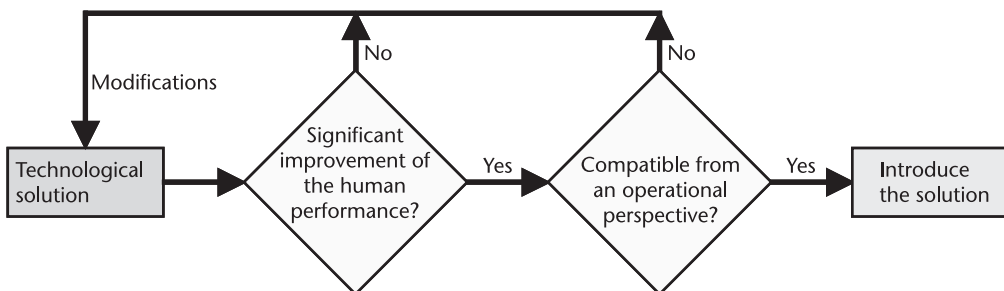 No
No
Modifications
Technological
solution
Significant
improvement of
the human
performance?
Yes
Compatible from
an operational
perspective?
Yes
Introduce
the solution